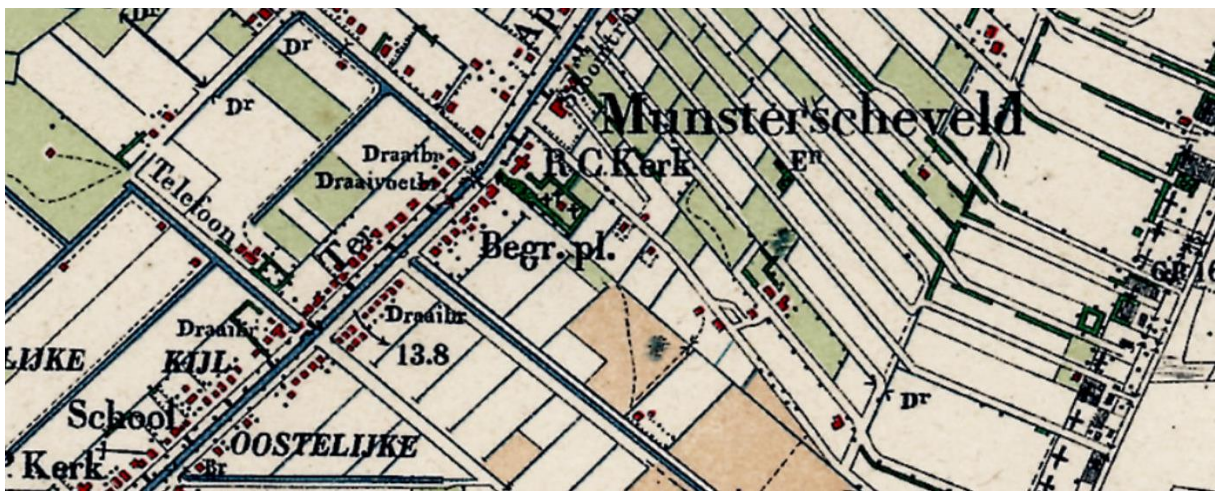 Dr
Dr
Dr
Ap
Munsterscheveld
Draaibr
Draaivoetbr
R.C.Kerk
Eⁿ
Telefoon
Ter
Begr. pl.
Draaibr
Draaibr
13.8
LIJKE
KIJL
Dr
School
OOSTELIJKE
Kerk
Br